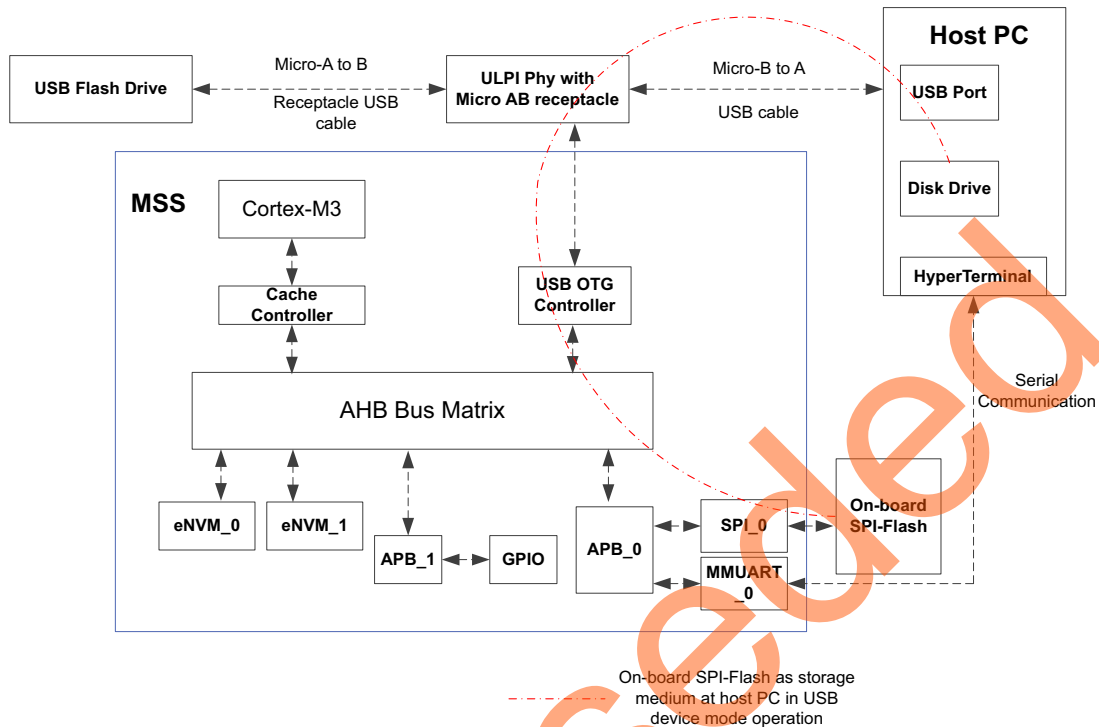 Host PC
USB Flash Drive
Micro-A to B
Receptacle USB
cable
ULPI Phy with
Micro AB receptacle
Micro-B to A
USB cable
USB Port
Disk Drive
HyperTerminal
MSS
Cortex-M3
Cache
Controller
USB OTG
Controller
AHB Bus Matrix
Serial
Communication
eNVM_0
eNVM_1
APB_1
GPIO
APB_0
SPI_0
MMUART
_0
On-board
SPI-Flash
On-board SPI-Flash as storage
medium at host PC in USB
device mode operation
seded